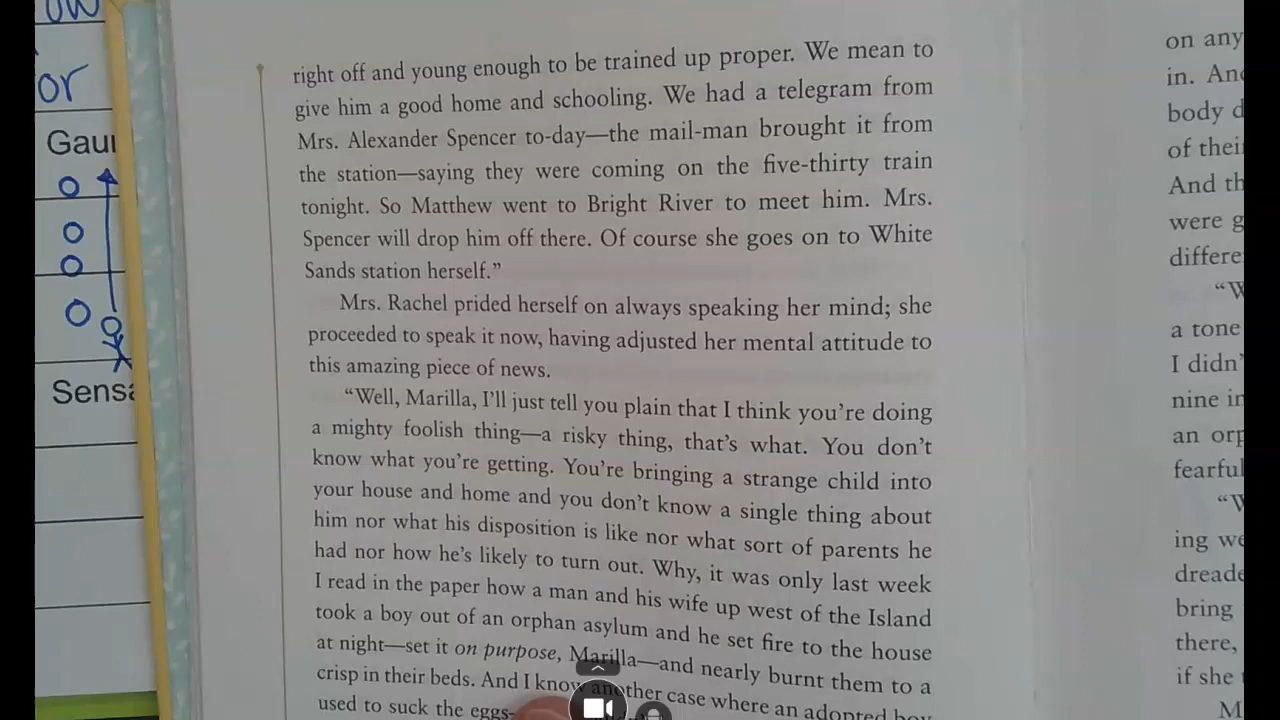 or
Gau
Sens
right off and young enough to be trained up proper. We mean to
give him a good home and schooling. We had a telegram from
Mrs. Alexander Spencer to-day—the mail-man brought it from
the station—saying they were coming on the five-thirty train
tonight. So Matthew went to Bright River to meet him. Mrs.
Spencer will drop him off there. Of course she goes on to White
Sands station herself.”
Mrs. Rachel prided herself on always speaking her mind; she
proceeded to speak it now, having adjusted her mental attitude to
this amazing piece of news.
“Well, Marilla, I’ll just tell you plain that I think you’re doing
a mighty foolish thing—a risky thing, that’s what. You don’t
know what you’re getting. You’re bringing a strange child into
your house and home and you don’t know a single thing about
him nor what his disposition is like nor what sort of parents he
had nor how he’s likely to turn out. Why, it was only last week
I read in the paper how a man and his wife up west of the Island
took a boy out of an orphan asylum and he set fire to the house
at night—set it on purpose, Marilla—and nearly burnt them to a
crisp in their beds. And I know another case where an adopted boy
used to suck the eggs—
on any
in. An
body d
of thei
And th
were g
differe
“W
a tone
I didn’
nine in
an orp
fearful
“W
ing we
dreade
bring
there,
if she
M